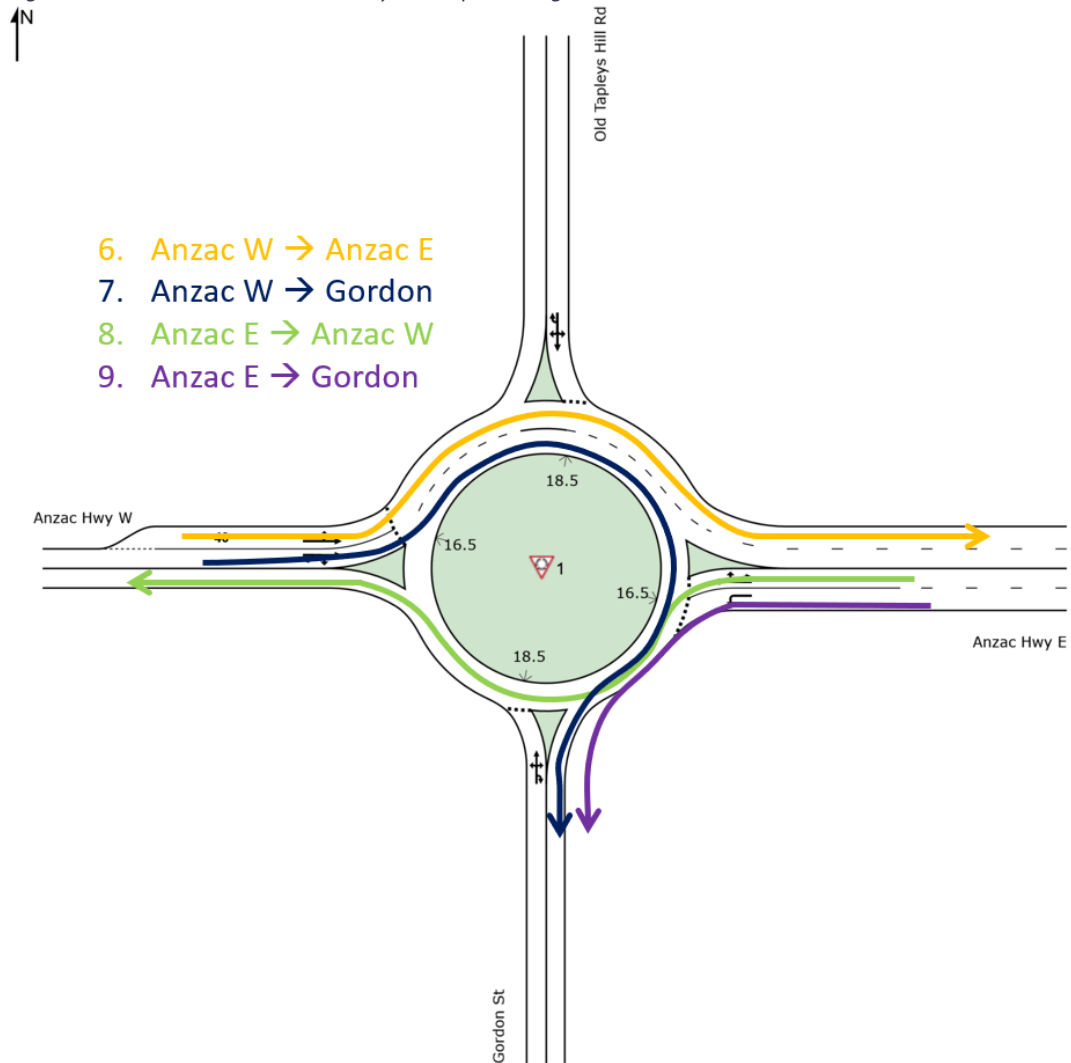 N
Old Tapleys Hill Rd
6. Anzac W → Anzac E
7. Anzac W → Gordon
8. Anzac E → Anzac W
9. Anzac E → Gordon
18.5
Anzac Hwy W
16.5
1
16.5
Anzac Hwy E
18.5
Gordon St